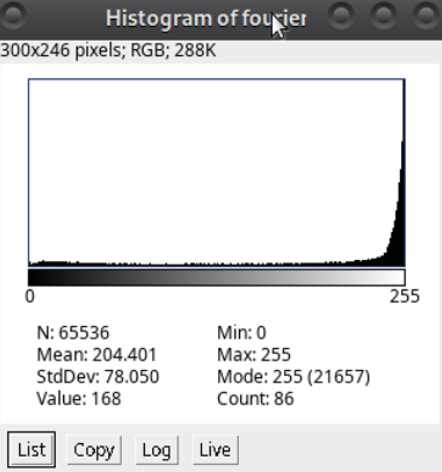 Histogram of fourier
300x246 pixels; RGB; 288K
0 255
N: 65536 Min: 0
Mean: 204.401 Max: 255
StdDev: 78.050 Mode: 255 (21657)
Value: 168 Count: 86
List Copy Log Live